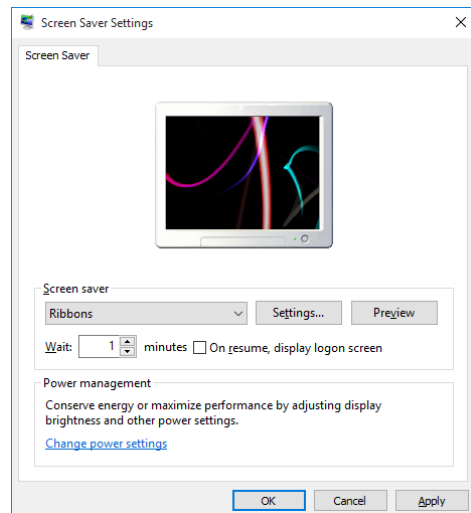 Screen Saver Settings
Screen Saver
Screen saver
Ribbons
Settings...
Preview
Wait: 1 minutes On resume, display logon screen
Power management
Conserve energy or maximize performance by adjusting display
brightness and other power settings.
Change power settings
OK
Cancel
Apply